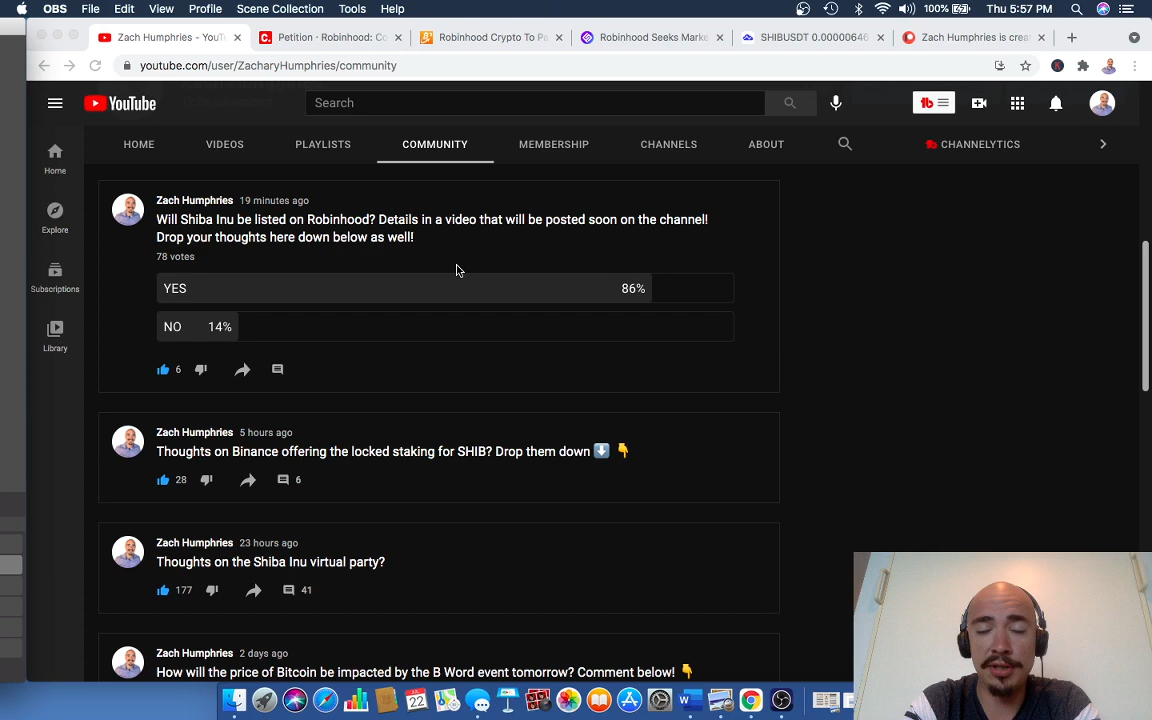 OBS File Edit View Profile Scene Collection Tools Help 100% Thu 5:57 PM
Zach Humphries - YouT Petition · Robinhood: Co Robinhood Crypto To Pa Robinhood Seeks Marke SHIBUSDT 0.00000646 Zach Humphries is crea
youtube.com/user/ZacharyHumphries/community
YouTube Search
HOME VIDEOS PLAYLISTS COMMUNITY MEMBERSHIP CHANNELS ABOUT CHANNELYTICS
Home
Explore
Subscriptions
Library
Zach Humphries 19 minutes ago
Will Shiba Inu be listed on Robinhood? Details in a video that will be posted soon on the channel!
Drop your thoughts here down below as well!
78 votes
YES 86%
NO 14%
6
Zach Humphries 5 hours ago
Thoughts on Binance offering the locked staking for SHIB? Drop them down ⬇️ 👇
28 6
Zach Humphries 23 hours ago
Thoughts on the Shiba Inu virtual party?
177 41
Zach Humphries 2 days ago
How will the price of Bitcoin be impacted by the B Word event tomorrow? Comment below! 👇
22